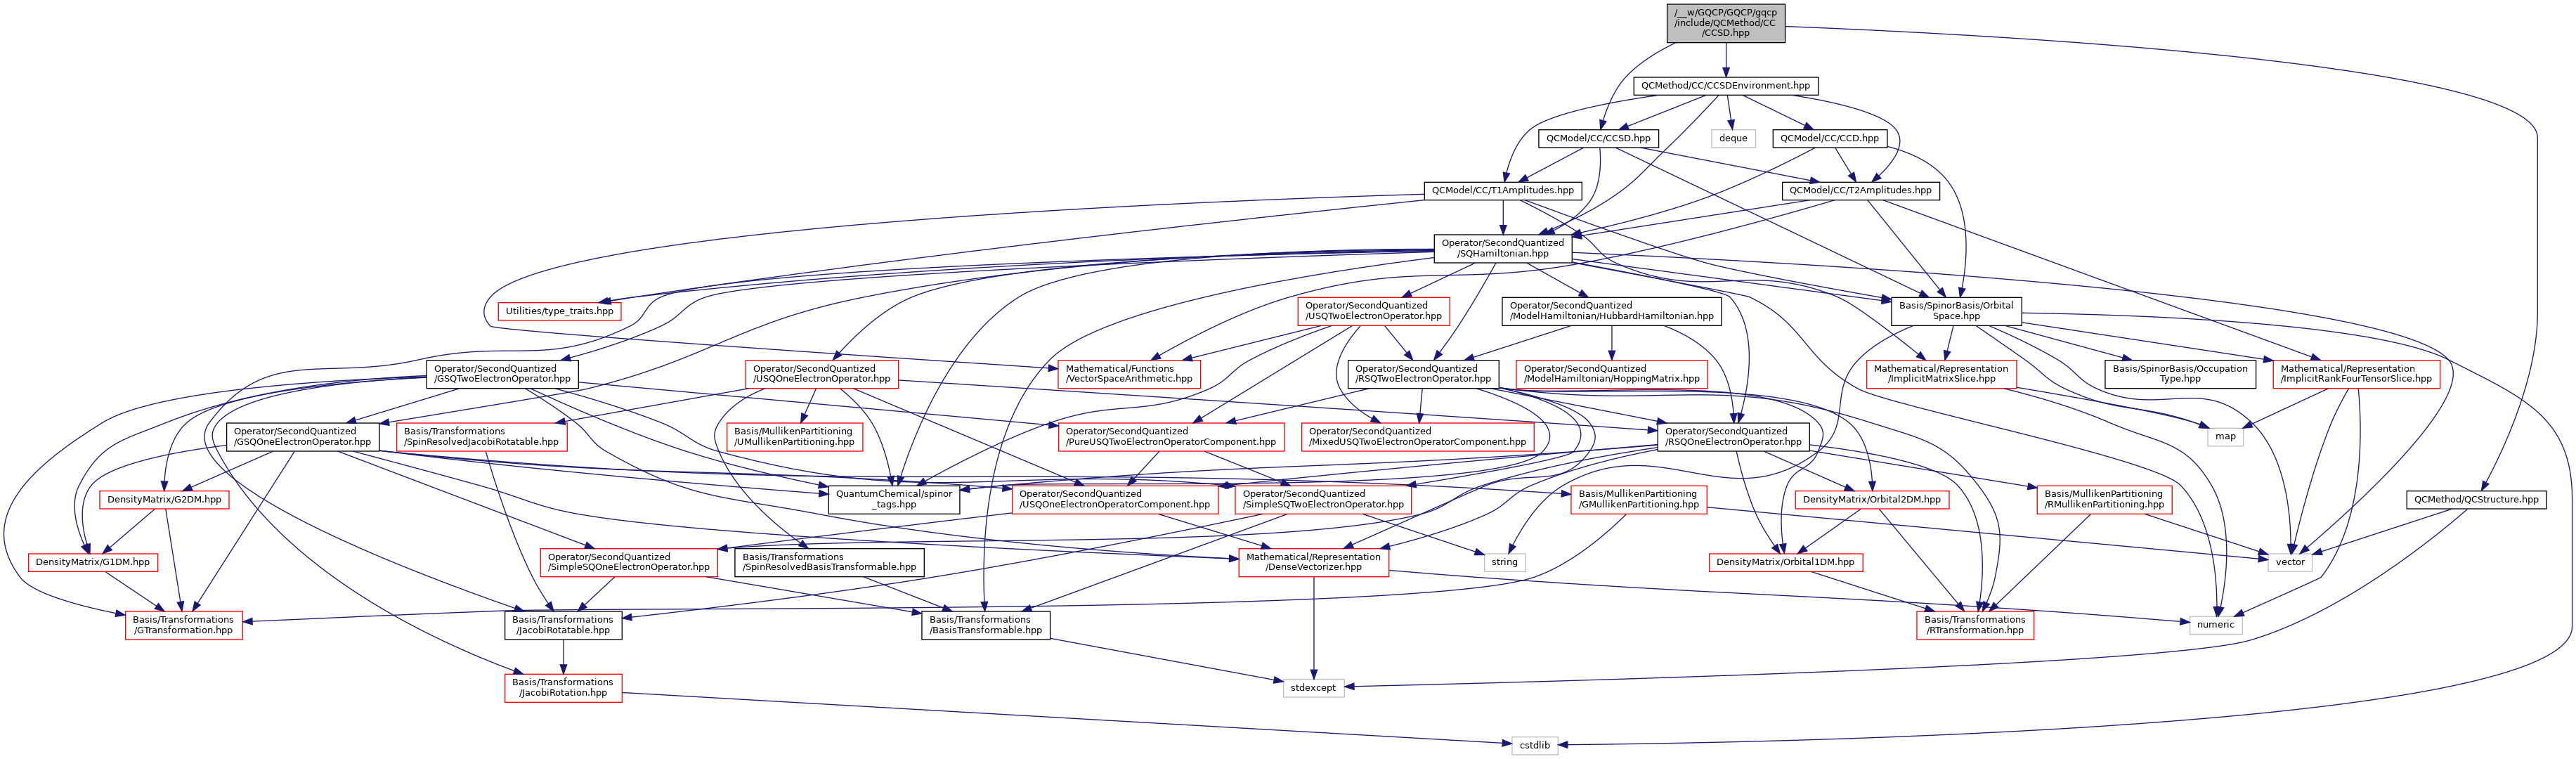 /__w/GQCP/GQCP/gqcp
/include/QCMethod/CC
/CCSD.hpp
QCMethod/CC/CCSDEnvironment.hpp
QCModel/CC/CCSD.hpp
deque
QCModel/CC/CCD.hpp
QCModel/CC/T1Amplitudes.hpp
QCModel/CC/T2Amplitudes.hpp
Operator/SecondQuantized
/SQHamiltonian.hpp
Utilities/type_traits.hpp
Operator/SecondQuantized
/USQTwoElectronOperator.hpp
Operator/SecondQuantized
/ModelHamiltonian/HubbardHamiltonian.hpp
Basis/SpinorBasis/Orbital
Space.hpp
Operator/SecondQuantized
/GSQTwoElectronOperator.hpp
Operator/SecondQuantized
/USQOneElectronOperator.hpp
Mathematical/Functions
/VectorSpaceArithmetic.hpp
Operator/SecondQuantized
/RSQTwoElectronOperator.hpp
Operator/SecondQuantized
/ModelHamiltonian/HoppingMatrix.hpp
Mathematical/Representation
/ImplicitMatrixSlice.hpp
Basis/SpinorBasis/Occupation
Type.hpp
Mathematical/Representation
/ImplicitRankFourTensorSlice.hpp
Operator/SecondQuantized
/GSQOneElectronOperator.hpp
Basis/Transformations
/SpinResolvedJacobiRotatable.hpp
Basis/MullikenPartitioning
/UMullikenPartitioning.hpp
Operator/SecondQuantized
/PureUSQTwoElectronOperatorComponent.hpp
Operator/SecondQuantized
/MixedUSQTwoElectronOperatorComponent.hpp
Operator/SecondQuantized
/RSQOneElectronOperator.hpp
map
DensityMatrix/G2DM.hpp
QuantumChemical/spinor
_tags.hpp
Operator/SecondQuantized
/USQOneElectronOperatorComponent.hpp
Operator/SecondQuantized
/SimpleSQTwoElectronOperator.hpp
Basis/MullikenPartitioning
/GMullikenPartitioning.hpp
DensityMatrix/Orbital2DM.hpp
Basis/MullikenPartitioning
/RMullikenPartitioning.hpp
QCMethod/QCStructure.hpp
DensityMatrix/G1DM.hpp
Operator/SecondQuantized
/SimpleSQOneElectronOperator.hpp
Basis/Transformations
/SpinResolvedBasisTransformable.hpp
Mathematical/Representation
/DenseVectorizer.hpp
string
DensityMatrix/Orbital1DM.hpp
vector
Basis/Transformations
/GTransformation.hpp
Basis/Transformations
/JacobiRotatable.hpp
Basis/Transformations
/BasisTransformable.hpp
Basis/Transformations
/RTransformation.hpp
numeric
Basis/Transformations
/JacobiRotation.hpp
stdexcept
cstdlib